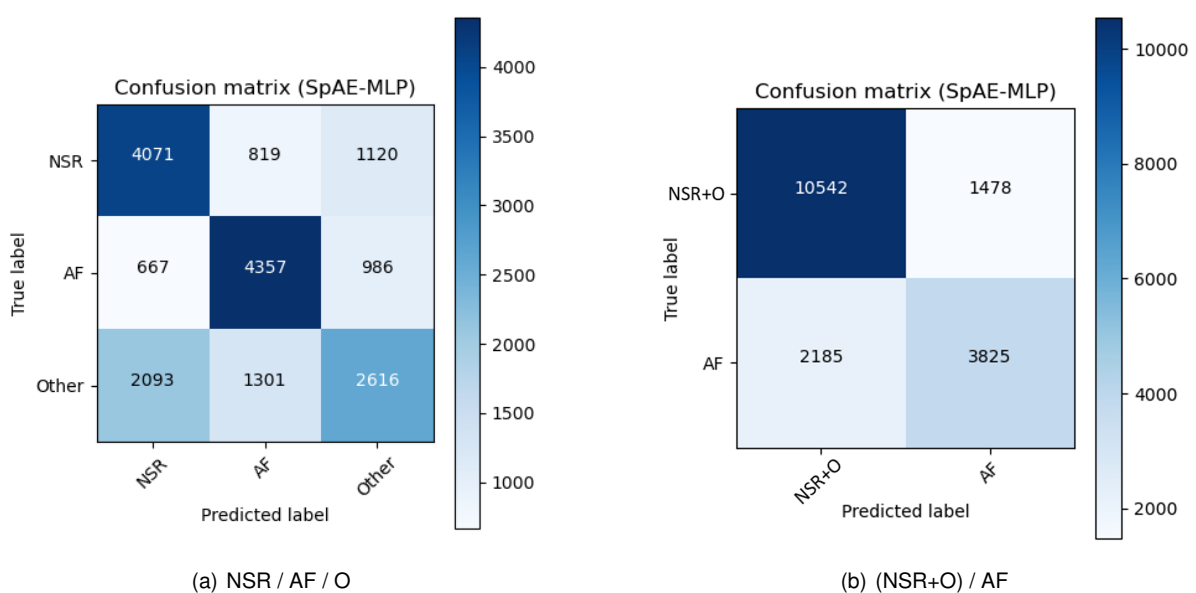 Confusion matrix (SpAE-MLP)
NSR
AF
Other
4071 819 1120
667 4357 986
2093 1301 2616
NSR AF Other
True label
Predicted label
4000
3500
3000
2500
2000
1500
1000
(a) NSR / AF / O
Confusion matrix (SpAE-MLP)
NSR+O
AF
10542 1478
2185 3825
NSR+O AF
True label
Predicted label
10000
8000
6000
4000
2000
(b) (NSR+O) / AF